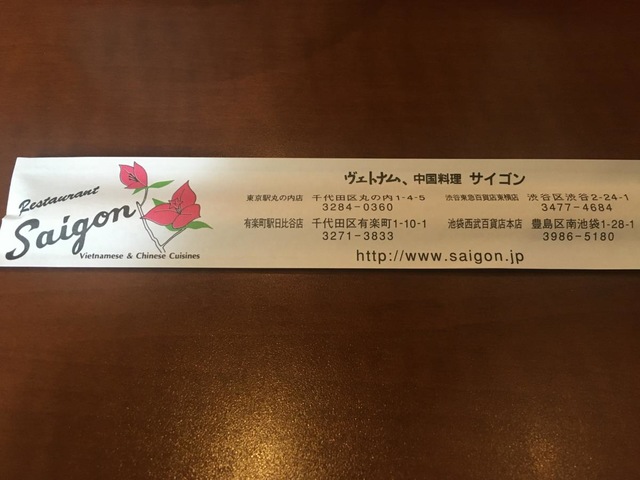 Restaurant
Saigon
Vietnamese & Chinese Cuisines
ヴェトナム、中国料理 サイゴン
東京駅丸の内店 千代田区丸の内1-4-5 渋谷東急百貨店東横店 渋谷区渋谷2-24-1
3284-0360 3477-4684
有楽町駅日比谷店 千代田区有楽町1-10-1 池袋西武百貨店本店 豊島区南池袋1-28-1
3271-3833 3986-5180
http://www.saigon.jp